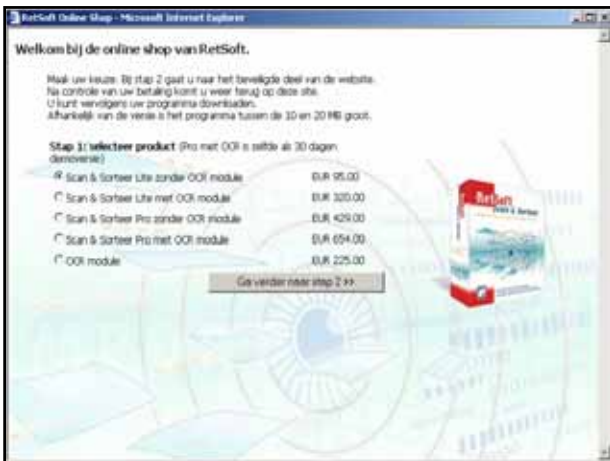 RetSoft Online Shop - Microsoft Internet Explorer
Welkom bij de online shop van RetSoft.
Maak uw keuze. Bij stap 2 gaat u naar het beveiligde deel van de website.
Na controle van uw betaling komt u weer terug op deze site.
U kunt vervolgens uw programma downloaden.
Afhankelijk van de versie is het programma tussen de 10 en 20 MB groot.
Stap 1: selecteer product (Pro met OCR is zelfde als 30 dagen
demoversie)
Scan & Sorteer Lite zonder OCR module EUR 95.00
Scan & Sorteer Lite met OCR module EUR 320.00
Scan & Sorteer Pro zonder OCR module EUR 429.00
Scan & Sorteer Pro met OCR module EUR 654.00
OCR module EUR 225.00
Ga verder naar stap 2 >>
RetSoft
Scan & Sorteer